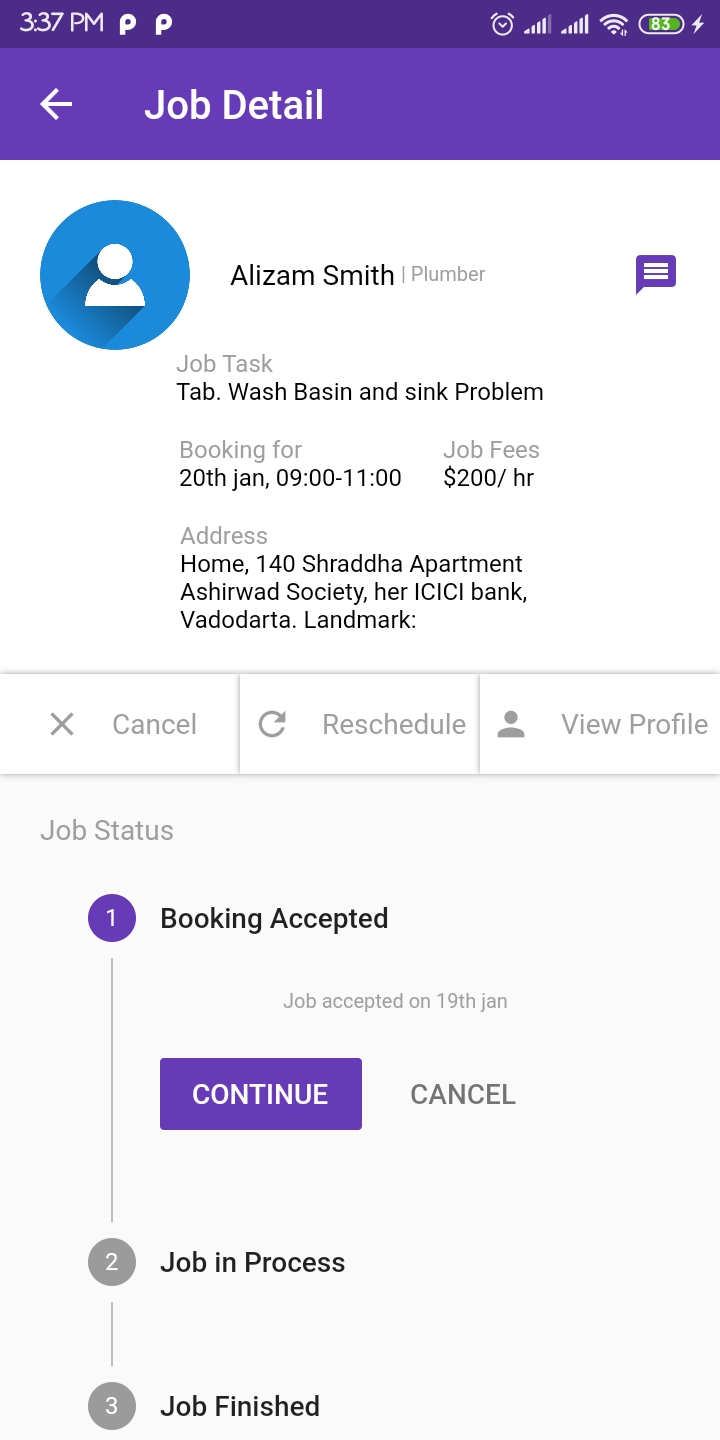 3:37 PM
83
Job Detail
Alizam Smith | Plumber
Job Task
Tab. Wash Basin and sink Problem
Booking for
Job Fees
20th jan, 09:00-11:00
$200/ hr
Address
Home, 140 Shraddha Apartment
Ashirwad Society, her ICICI bank,
Vadodarta. Landmark:
Cancel
Reschedule
View Profile
Job Status
1 Booking Accepted
Job accepted on 19th jan
CONTINUE
CANCEL
2 Job in Process
3 Job Finished